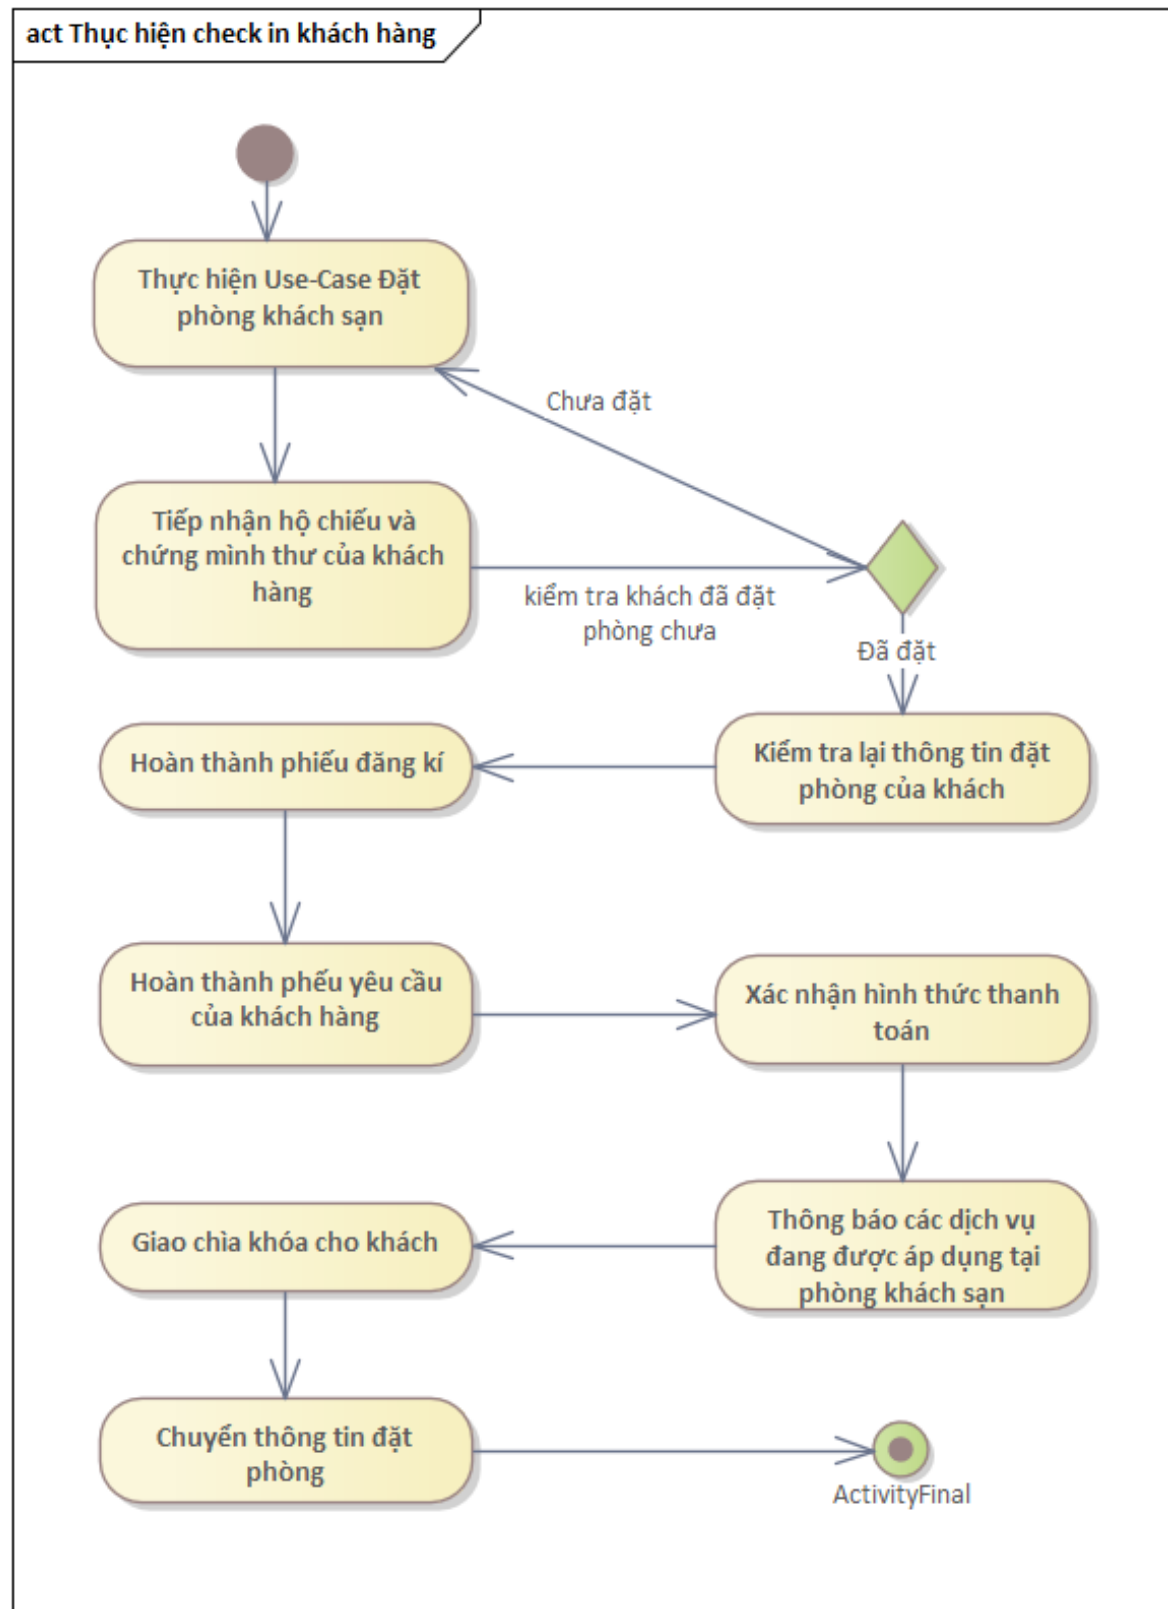 act Thực hiện check in khách hàng
Thực hiện Use-Case Đặt
phòng khách sạn
Chưa đặt
Tiếp nhận hộ chiếu và
chứng mình thư của khách
hàng
kiểm tra khách đã đặt
phòng chưa
Đã đặt
Kiểm tra lại thông tin đặt
phòng của khách
Hoàn thành phiếu đăng kí
Hoàn thành phếu yêu cầu
của khách hàng
Xác nhận hình thức thanh
toán
Thông báo các dịch vụ
đang được áp dụng tại
phòng khách sạn
Giao chìa khóa cho khách
Chuyển thông tin đặt
phòng
ActivityFinal